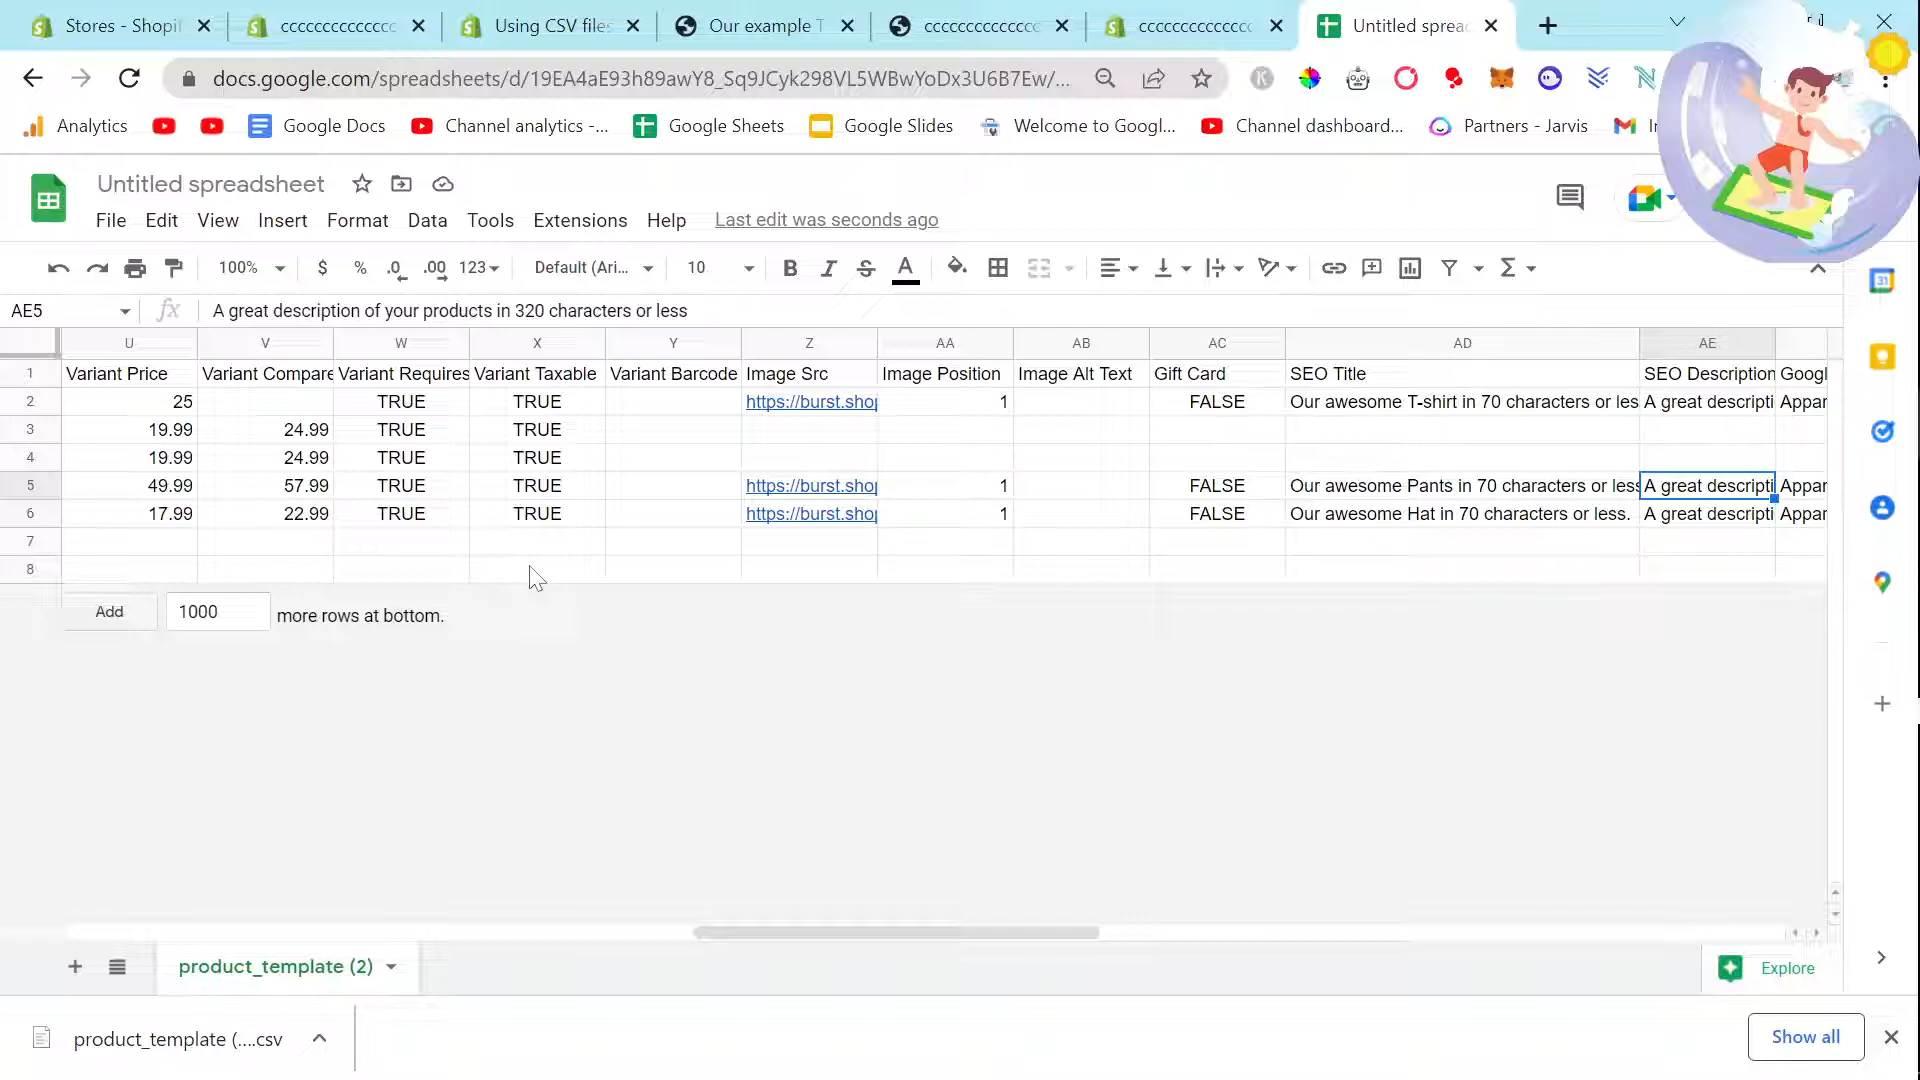 Stores - Shopif
cccccccccccccc
Using CSV files
Our example T
cccccccccccccc
cccccccccccccc
Untitled spread
docs.google.com/spreadsheets/d/19EA4aE93h89awY8_Sq9JCyk298VL5WBwYoDx3U6B7Ew/...
Analytics
Google Docs
Channel analytics -...
Google Sheets
Google Slides
Welcome to Googl...
Channel dashboard...
Partners - Jarvis
Untitled spreadsheet
File Edit View Insert Format Data Tools Extensions Help Last edit was seconds ago
100% $ % .0 .00 123 Default (Ari... 10 B I S A
AE5 fx A great description of your products in 320 characters or less
U V W X Y Z AA AB AC AD AE
1 Variant Price Variant Compare Variant Requires Variant Taxable Variant Barcode Image Src Image Position Image Alt Text Gift Card SEO Title SEO Description Googl
2 25 TRUE TRUE https://burst.shop 1 FALSE Our awesome T-shirt in 70 characters or les A great descripti Appar
3 19.99 24.99 TRUE TRUE
4 19.99 24.99 TRUE TRUE
5 49.99 57.99 TRUE TRUE https://burst.shop 1 FALSE Our awesome Pants in 70 characters or less A great descripti Appar
6 17.99 22.99 TRUE TRUE https://burst.shop 1 FALSE Our awesome Hat in 70 characters or less. A great descripti Appar
7
8
Add 1000 more rows at bottom.
product_template (2)
Explore
product_template (....csv
Show all